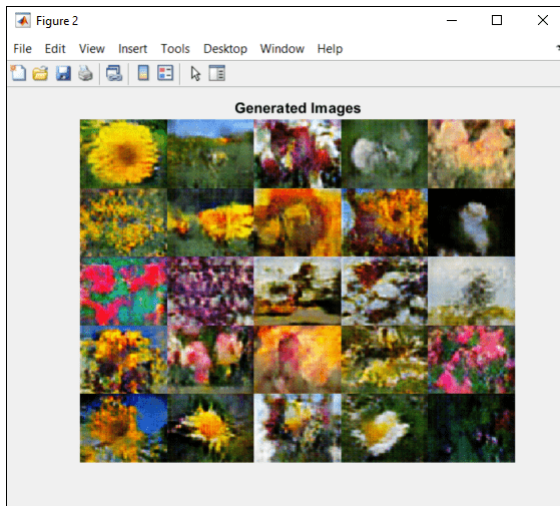 Figure 2
File Edit View Insert Tools Desktop Window Help
Generated Images